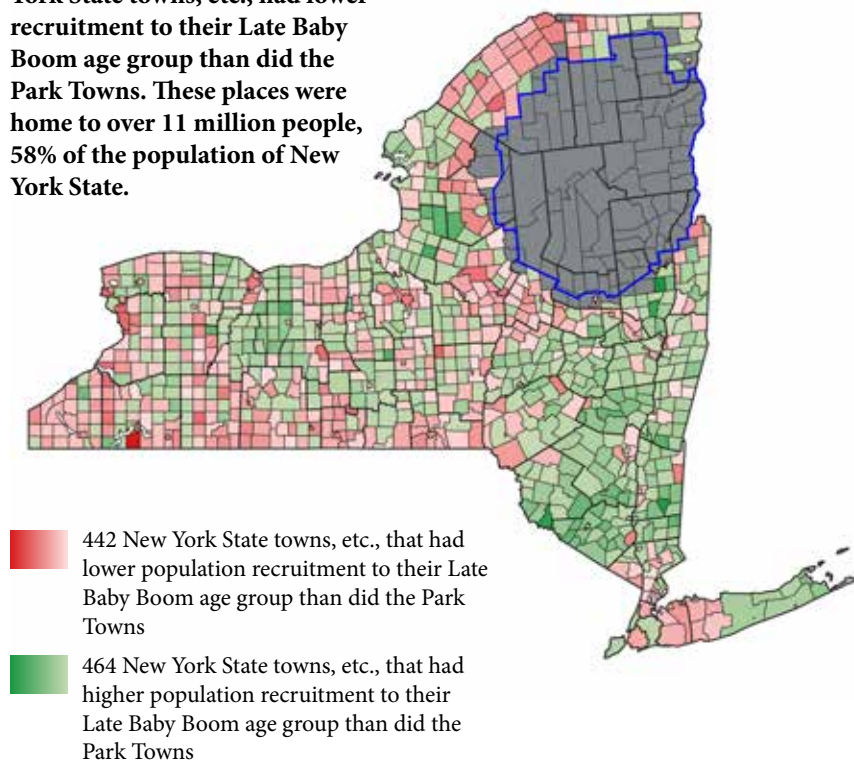 York State towns, etc., had lower
recruitment to their Late Baby
Boom age group than did the
Park Towns. These places were
home to over 11 million people,
58% of the population of New
York State.
442 New York State towns, etc., that had
lower population recruitment to their Late
Baby Boom age group than did the Park
Towns
464 New York State towns, etc., that had
higher population recruitment to their
Late Baby Boom age group than did the
Park Towns